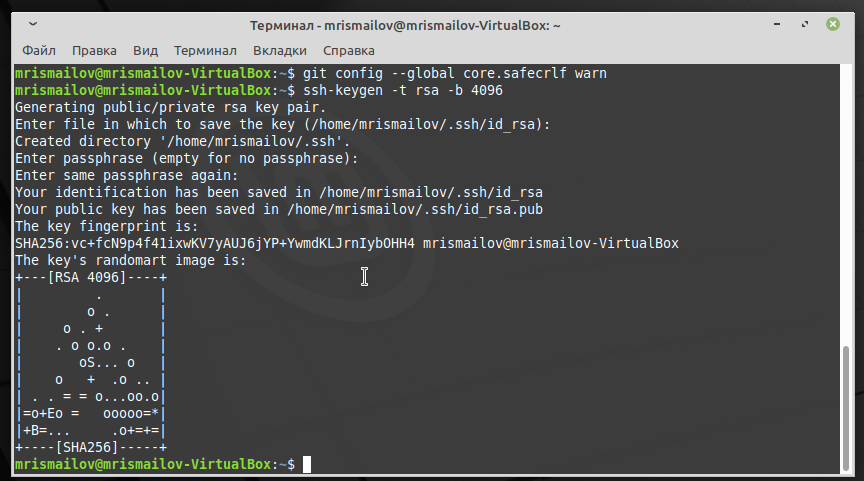 Терминал - mrismailov@mrismailov-VirtualBox: ~
Файл Правка Вид Терминал Вкладки Справка
mrismailov@mrismailov-VirtualBox:~$ git config --global core.safecrlf warn
mrismailov@mrismailov-VirtualBox:~$ ssh-keygen -t rsa -b 4096
Generating public/private rsa key pair.
Enter file in which to save the key (/home/mrismailov/.ssh/id_rsa):
Created directory '/home/mrismailov/.ssh'.
Enter passphrase (empty for no passphrase):
Enter same passphrase again:
Your identification has been saved in /home/mrismailov/.ssh/id_rsa
Your public key has been saved in /home/mrismailov/.ssh/id_rsa.pub
The key fingerprint is:
SHA256:vc+fcN9p4f41ixwKV7yAUJ6jYP+YwmdKLJrnIybOHH4 mrismailov@mrismailov-VirtualBox
The key's randomart image is:
+---[RSA 4096]----+
|         .       |
|        o .      |
|     o . +       |
|    . o o.o .    |
|       oS... o   |
|    o   +  .o .. |
| . . = = o...oo.o|
|=o+Eo =   ooooo=*|
|+B=...     .o+=+=|
+----[SHA256]-----+
mrismailov@mrismailov-VirtualBox:~$